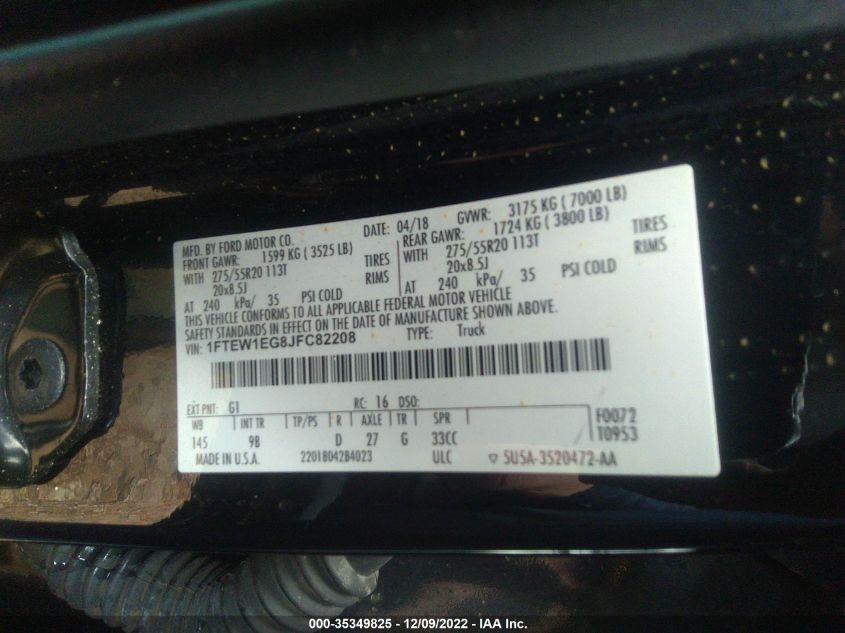 MFD. BY FORD MOTOR CO. DATE: 04/18 GVWR: 3175 KG ( 7000 LB)
FRONT GAWR: 1599 KG ( 3525 LB) REAR GAWR: 1724 KG ( 3800 LB)
WITH 275/55R20 113T TIRES WITH 275/55R20 113T TIRES
20x8.5J RIMS 20x8.5J RIMS
AT 240 kPa/ 35 PSI COLD AT 240 kPa/ 35 PSI COLD
THIS VEHICLE CONFORMS TO ALL APPLICABLE FEDERAL MOTOR VEHICLE
SAFETY STANDARDS IN EFFECT ON THE DATE OF MANUFACTURE SHOWN ABOVE.
VIN: 1FTEW1EG8JFC82208 TYPE: Truck
EXT PNT: G1 RC: 16 DSO: F0072
WB INT TR TP/PS R AXLE TR SPR T0953
145 9B D 27 G 33CC
MADE IN U.S.A. 22018042B4023 ULC ▽ 5U5A-3520472-AA
000-35349825 - 12/09/2022 - IAA Inc.